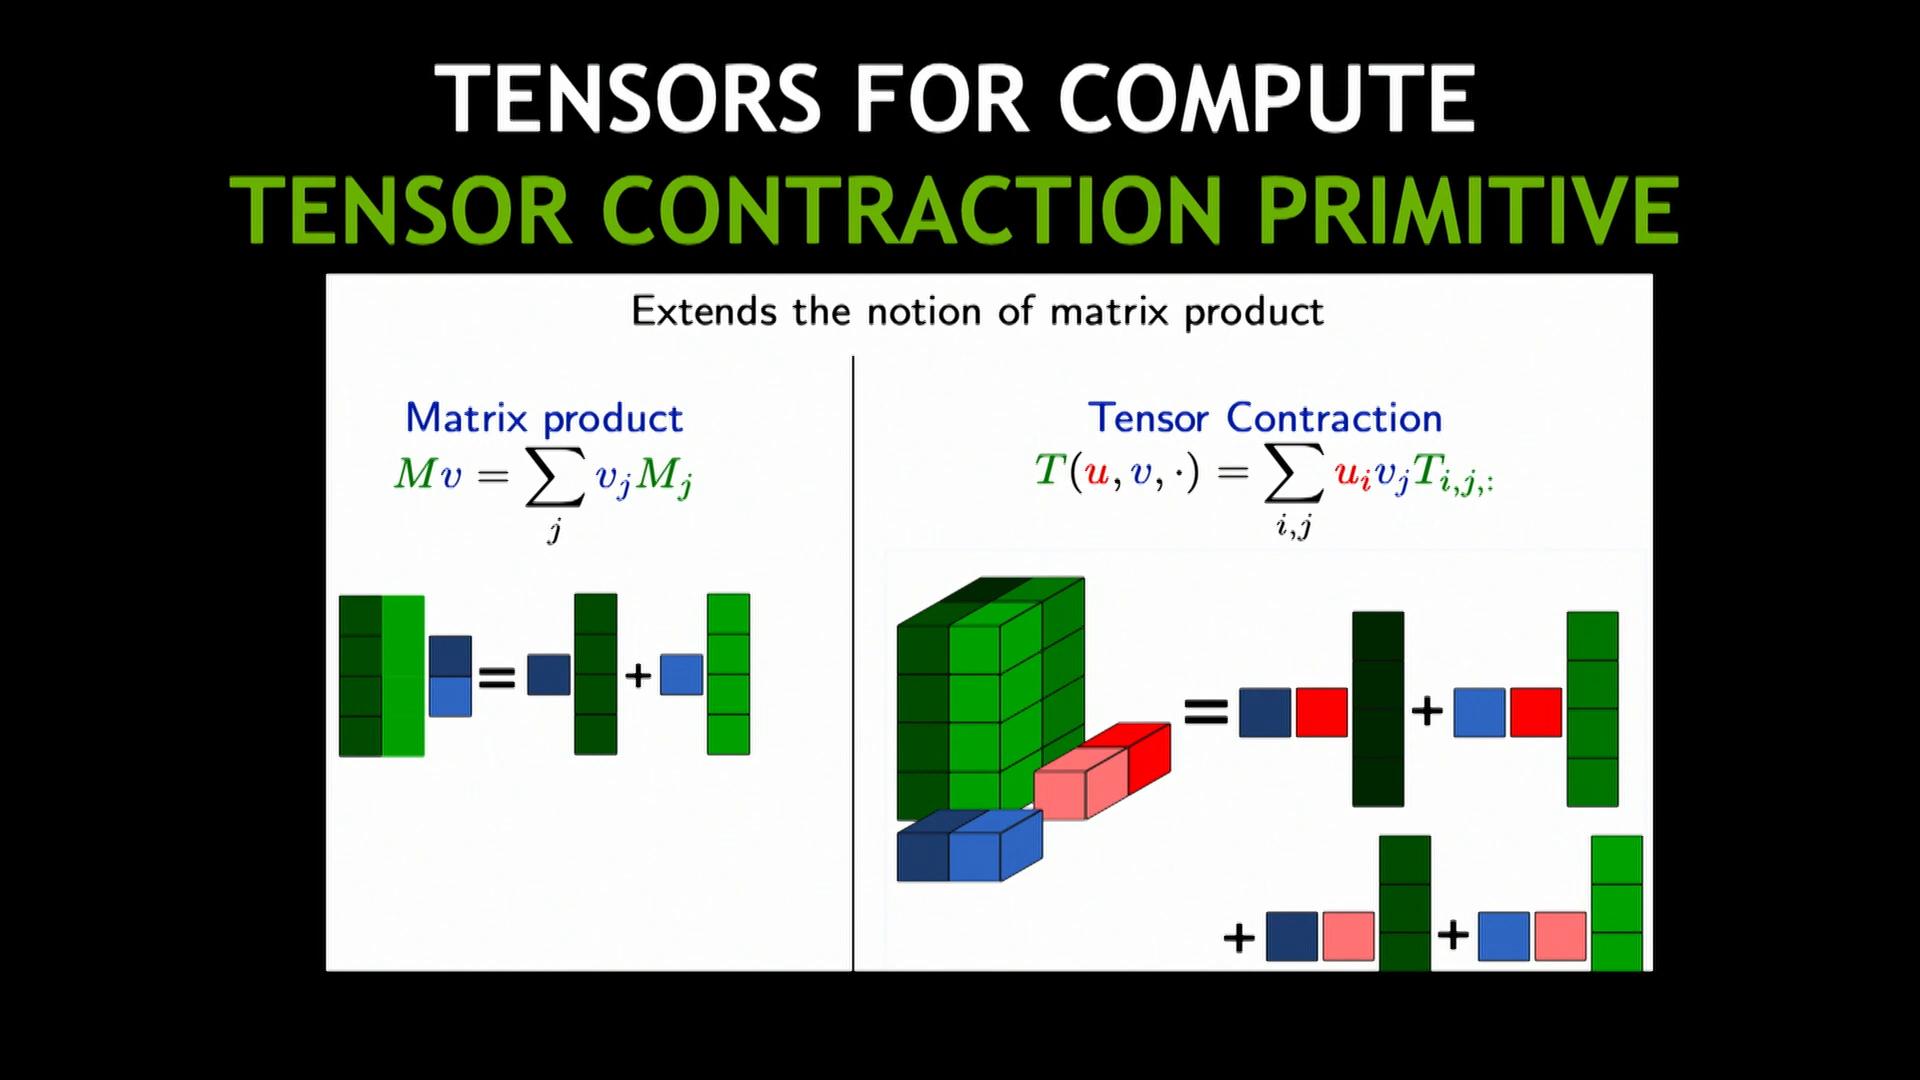 TENSORS FOR COMPUTE
TENSOR CONTRACTION PRIMITIVE
Extends the notion of matrix product
Matrix product
Mv = ∑_j v_j M_j
Tensor Contraction
T(u, v, ·) = ∑_{i,j} u_i v_j T_{i,j,:}
= +
= +
+ +